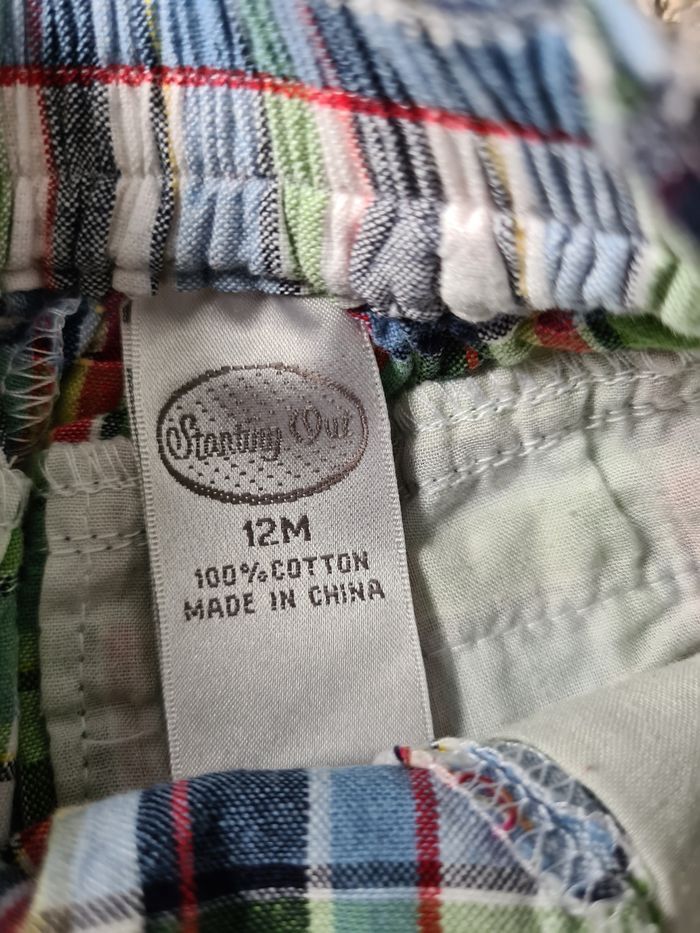 Starting Out
12M
100% COTTON
MADE IN CHINA